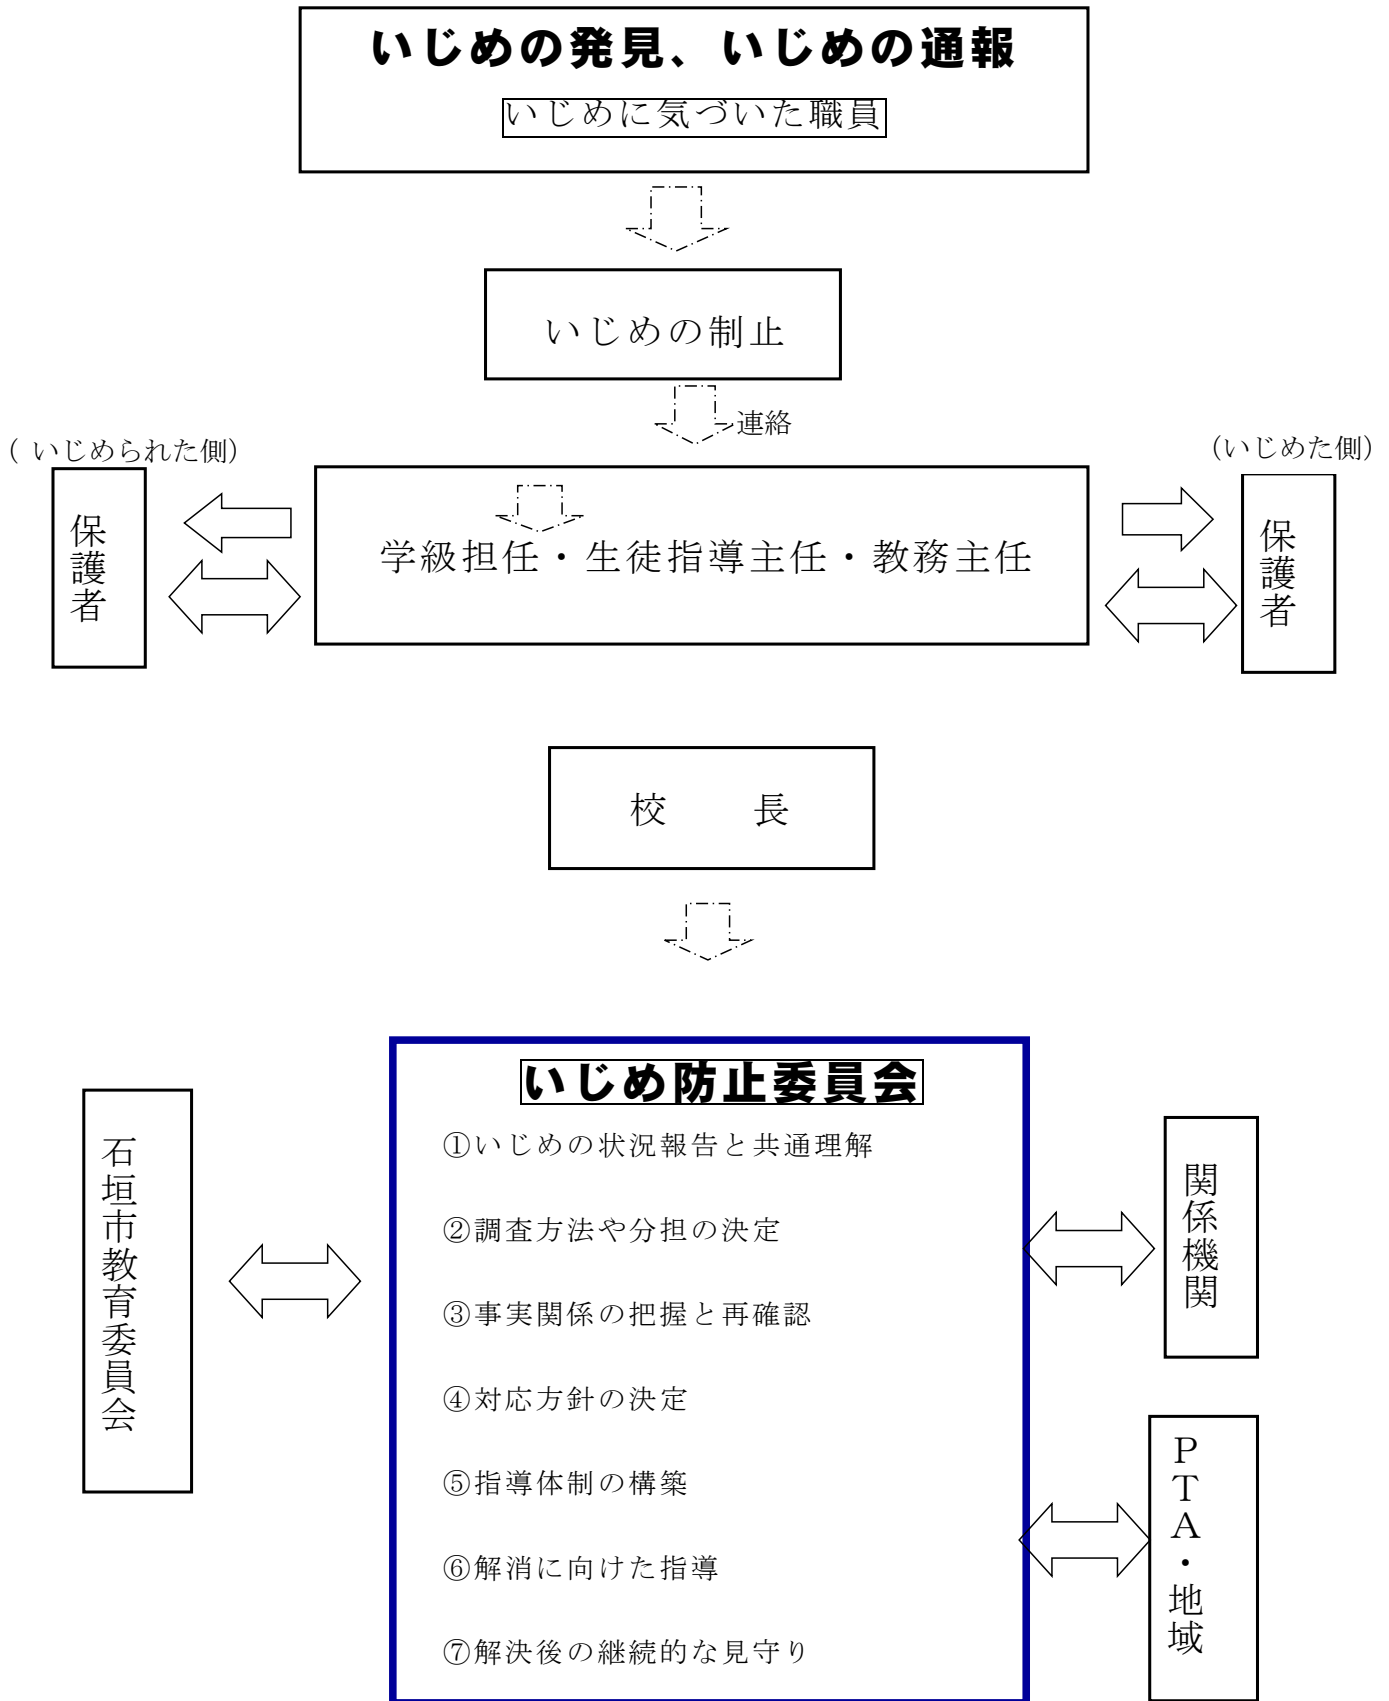 いじめの発見、いじめの通報
いじめに気づいた職員
いじめの制止
連絡
（ いじめられた側）
（いじめた側）
保護者
学級担任・生徒指導主任・教務主任
保護者
校　　長
いじめ防止委員会
①いじめの状況報告と共通理解
②調査方法や分担の決定
③事実関係の把握と再確認
④対応方針の決定
⑤指導体制の構築
⑥解消に向けた指導
⑦解決後の継続的な見守り
石垣市教育委員会
関係機関
ＰＴＡ・地域